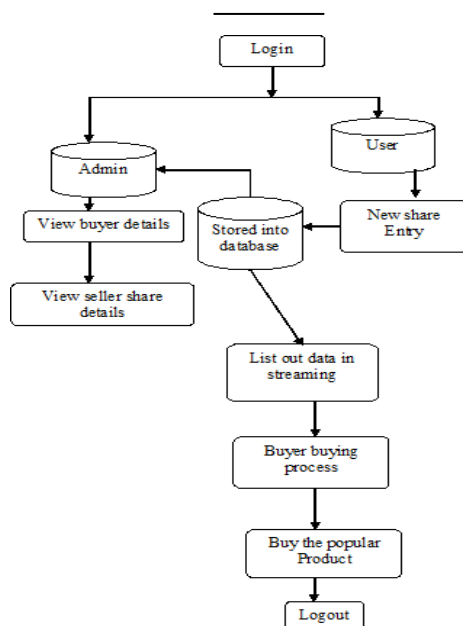 Login
Admin
User
View buyer details
Stored into
database
New share
Entry
View seller share
details
List out data in
streaming
Buyer buying
process
Buy the popular
Product
Logout